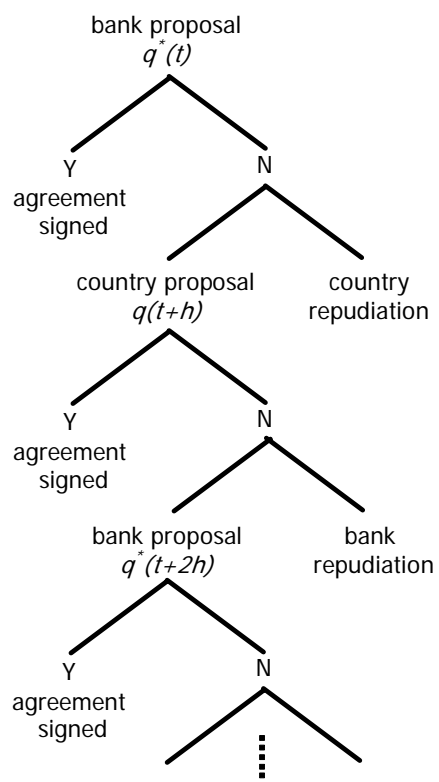 bank proposal
q*(t)
Y
N
agreement
signed
country proposal
q(t+h)
country
repudiation
Y
N
agreement
signed
bank proposal
q*(t+2h)
bank
repudiation
Y
N
agreement
signed